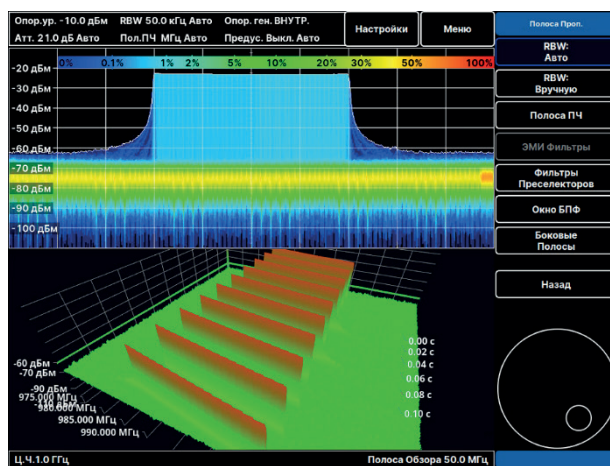 Опор.ур. -10.0 дБм RBW 50.0 кГц Авто Опор. ген. ВНУТР.
Атт. 21.0 дБ Авто Пол.ПЧ МГц Авто Предус. Выкл. Авто
Настройки
Меню
Полоса Проп.
RBW:
Авто
RBW:
Вручную
Полоса ПЧ
ЭМИ Фильтры
Фильтры
Преселекторов
Окно БПФ
Боковые
Полосы
Назад
0% 0.1% 1% 2% 5% 10% 20% 30% 50% 100%
-20 дБм
-30 дБм
-40 дБм
-50 дБм
-60 дБм
-70 дБм
-80 дБм
-90 дБм
-100 дБм
0.00 с
0.02 с
0.04 с
0.06 с
0.08 с
0.10 с
-60 дБм
-70 дБм
-90 дБм
975.000 МГц
980.000 МГц
985.000 МГц
990.000 МГц
Ц.Ч.1.0 ГГц
Полоса Обзора 50.0 МГц